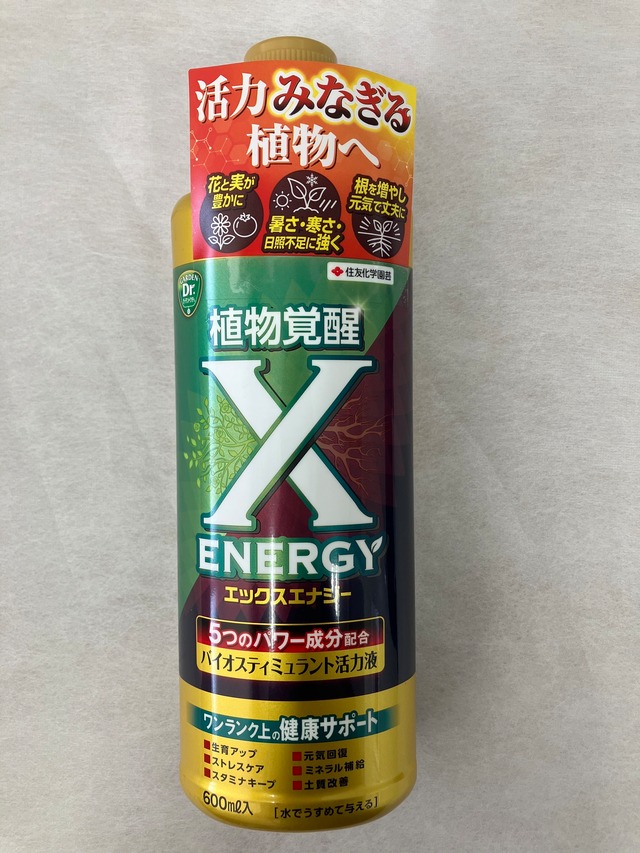 活力みなぎる
植物へ
花と実が
豊かに
暑さ・寒さ・
日照不足に強く
根を増やし
元気で丈夫に
住友化学園芸
GARDEN
Dr.
植物覚醒
X
ENERGY
エックスエナジー
5つのパワー成分配合
バイオスティミュラント活力液
ワンランク上の健康サポート
生育アップ
ストレスケア
スタミナキープ
元気回復
ミネラル補給
土質改善
600mℓ入
[水でうすめて与える]